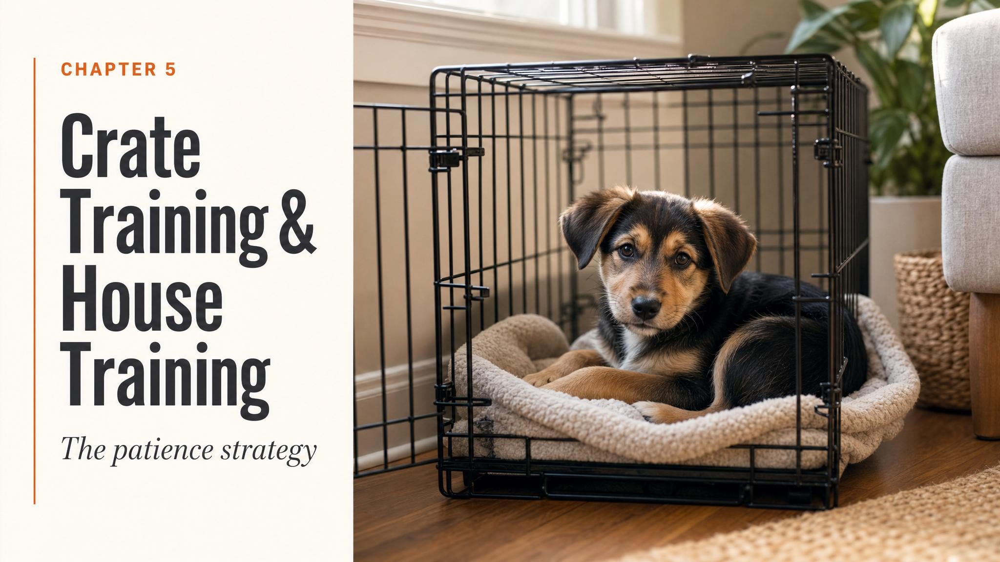 CHAPTER 5
Crate
Training &
House
Training
The patience strategy